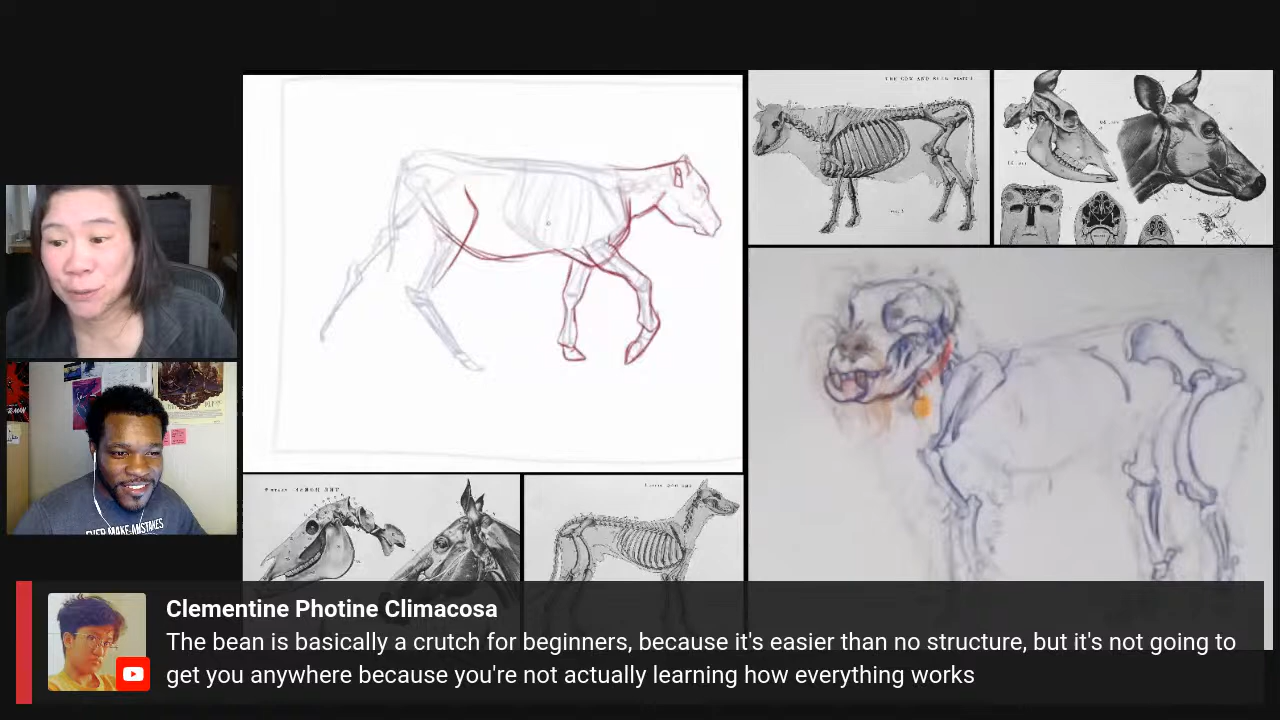 Clementine Photine Climacosa
The bean is basically a crutch for beginners, because it's easier than no structure, but it's not going to
get you anywhere because you're not actually learning how everything works